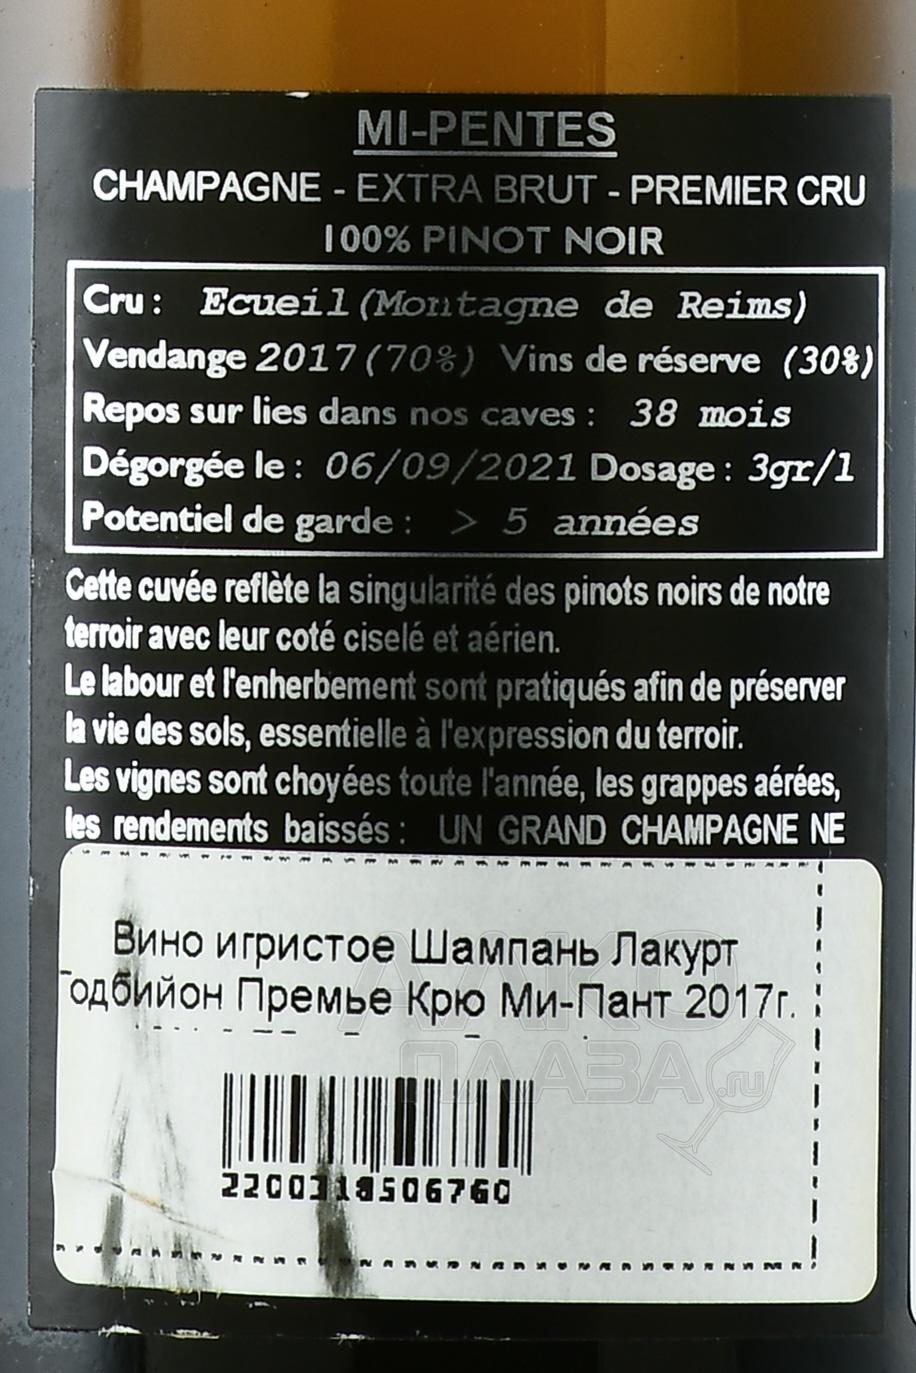 MI-PENTES
CHAMPAGNE - EXTRA BRUT - PREMIER CRU
100% PINOT NOIR
Cru : Ecueil (Montagne de Reims)
Vendange 2017 (70%) Vins de réserve (30%)
Repos sur lies dans nos caves : 38 mois
Dégorgée le : 06/09/2021 Dosage : 3gr/l
Potentiel de garde : > 5 années
Cette cuvée reflète la singularité des pinots noirs de notre
terroir avec leur coté ciselé et aérien.
Le labour et l'enherbement sont pratiqués afin de préserver
la vie des sols, essentielle à l'expression du terroir.
Les vignes sont choyées toute l'année, les grappes aérées,
les rendements baissés : UN GRAND CHAMPAGNE NE
Вино игристое Шампань Лакурт
Годбийон Премье Крю Ми-Пант 2017г.
АЛКО
ПЛАЗА
.ru